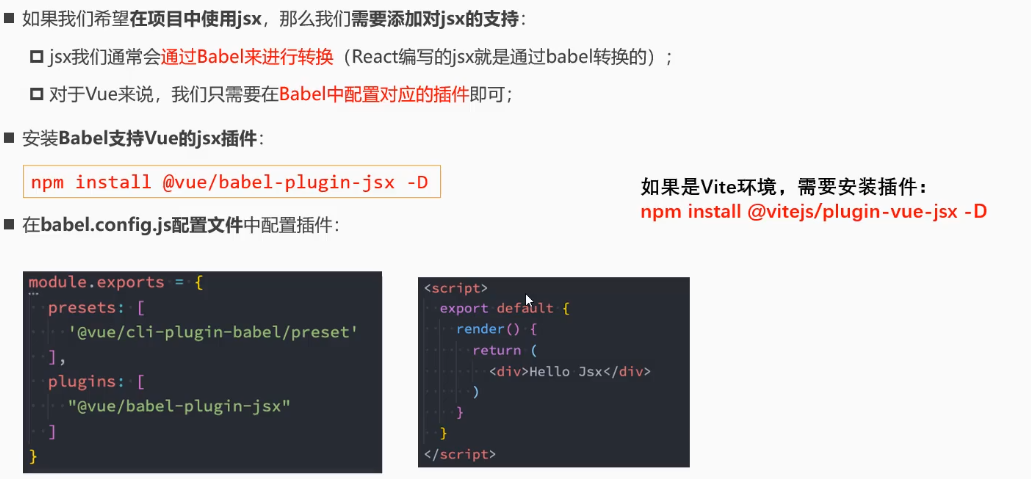 如果我们希望在项目中使用jsx，那么我们需要添加对jsx的支持：
jsx我们通常会通过Babel来进行转换（React编写的jsx就是通过babel转换的）；
对于Vue来说，我们只需要在Babel中配置对应的插件即可；
安装Babel支持Vue的jsx插件：
npm install @vue/babel-plugin-jsx -D
如果是Vite环境，需要安装插件：
npm install @vitejs/plugin-vue-jsx -D
在babel.config.js配置文件中配置插件：
module.exports = {
presets: [
'@vue/cli-plugin-babel/preset'
],
plugins: [
"@vue/babel-plugin-jsx"
]
}
<script>
export default {
render() {
return (
<div>Hello Jsx</div>
)
}
}
</script>